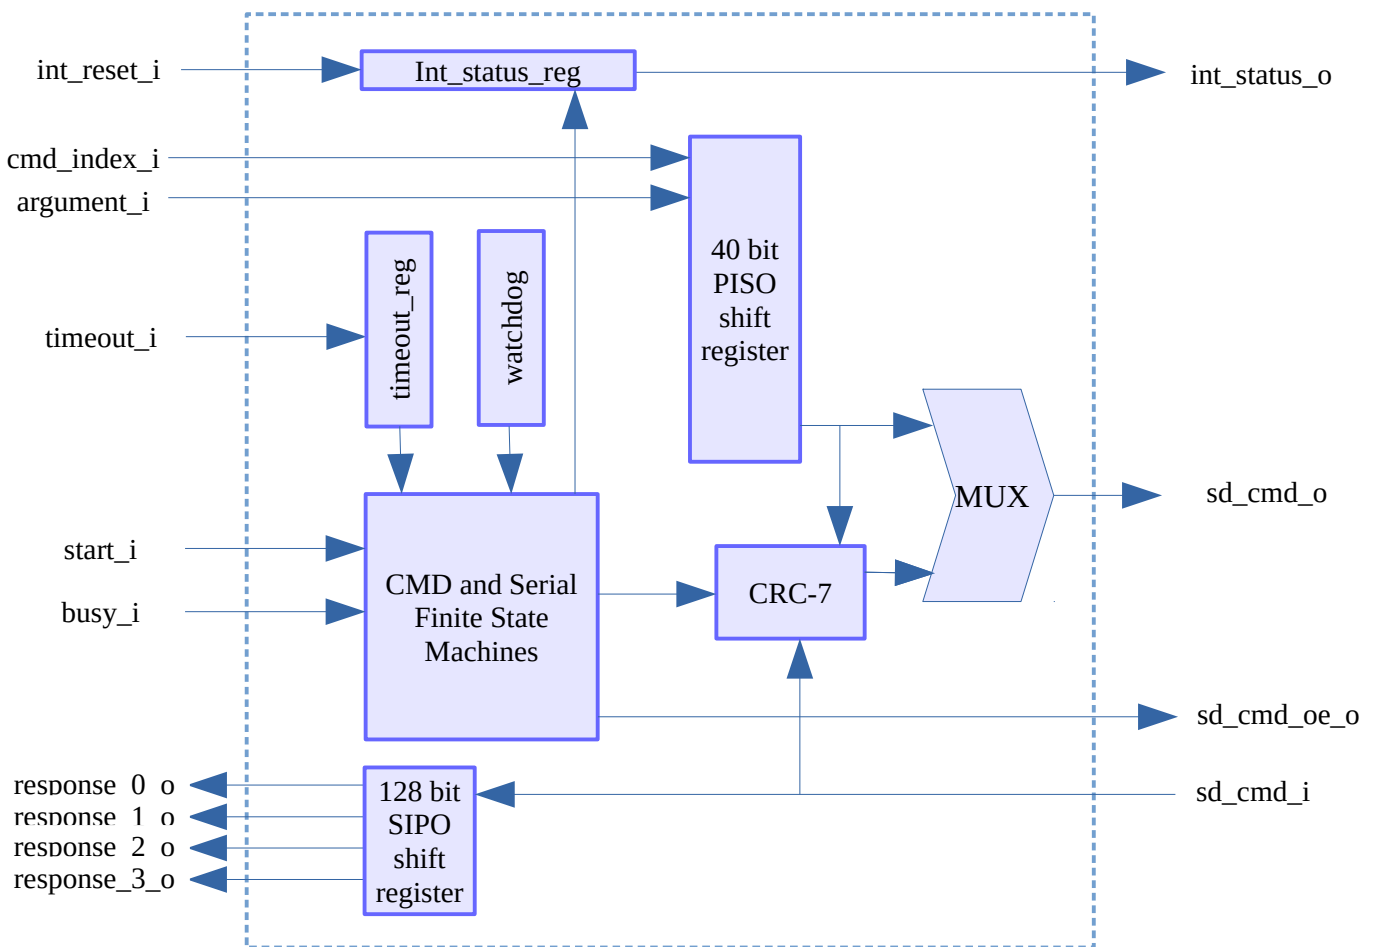 int_reset_i
Int_status_reg
int_status_o
cmd_index_i
argument_i
40 bit
PISO
shift
register
timeout_reg
watchdog
timeout_i
MUX
sd_cmd_o
start_i
busy_i
CMD and Serial
Finite State
Machines
CRC-7
sd_cmd_oe_o
sd_cmd_i
response_0_o
response_1_o
response_2_o
response_3_o
128 bit
SIPO
shift
register